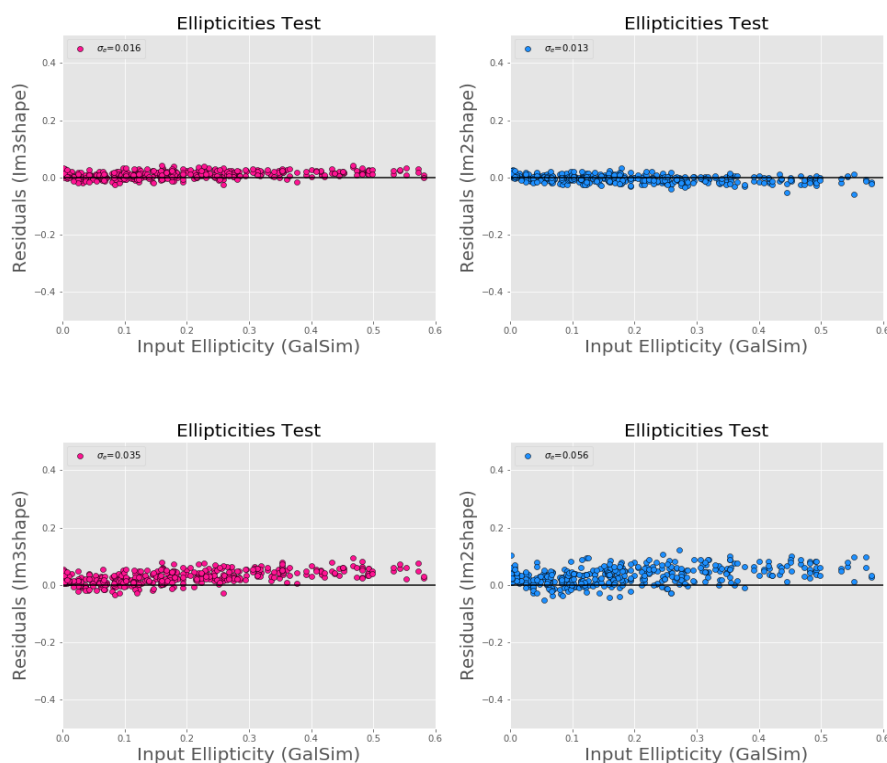 Ellipticities Test
σe=0.016
0.4
0.2
0.0
−0.2
−0.4
Residuals (Im3shape)
0.0 0.1 0.2 0.3 0.4 0.5 0.6
Input Ellipticity (GalSim)
Ellipticities Test
σe=0.013
0.4
0.2
0.0
−0.2
−0.4
Residuals (Im2shape)
0.0 0.1 0.2 0.3 0.4 0.5 0.6
Input Ellipticity (GalSim)
Ellipticities Test
σe=0.035
0.4
0.2
0.0
−0.2
−0.4
Residuals (Im3shape)
0.0 0.1 0.2 0.3 0.4 0.5 0.6
Input Ellipticity (GalSim)
Ellipticities Test
σe=0.056
0.4
0.2
0.0
−0.2
−0.4
Residuals (Im2shape)
0.0 0.1 0.2 0.3 0.4 0.5 0.6
Input Ellipticity (GalSim)